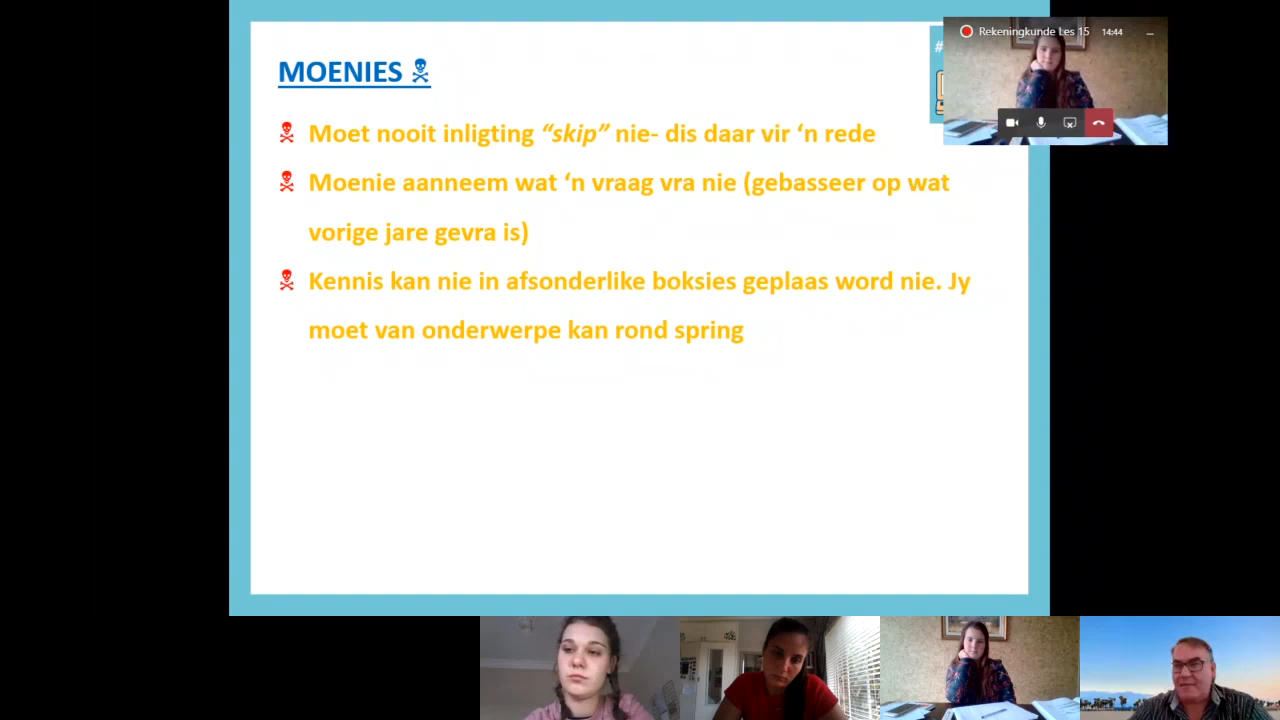 MOENIES
#
Rekeningkunde Les 15 14:44
Moet nooit inligting “skip” nie- dis daar vir ‘n rede
Moenie aanneem wat ‘n vraag vra nie (gebasseer op wat
vorige jare gevra is)
Kennis kan nie in afsonderlike boksies geplaas word nie. Jy
moet van onderwerpe kan rond spring